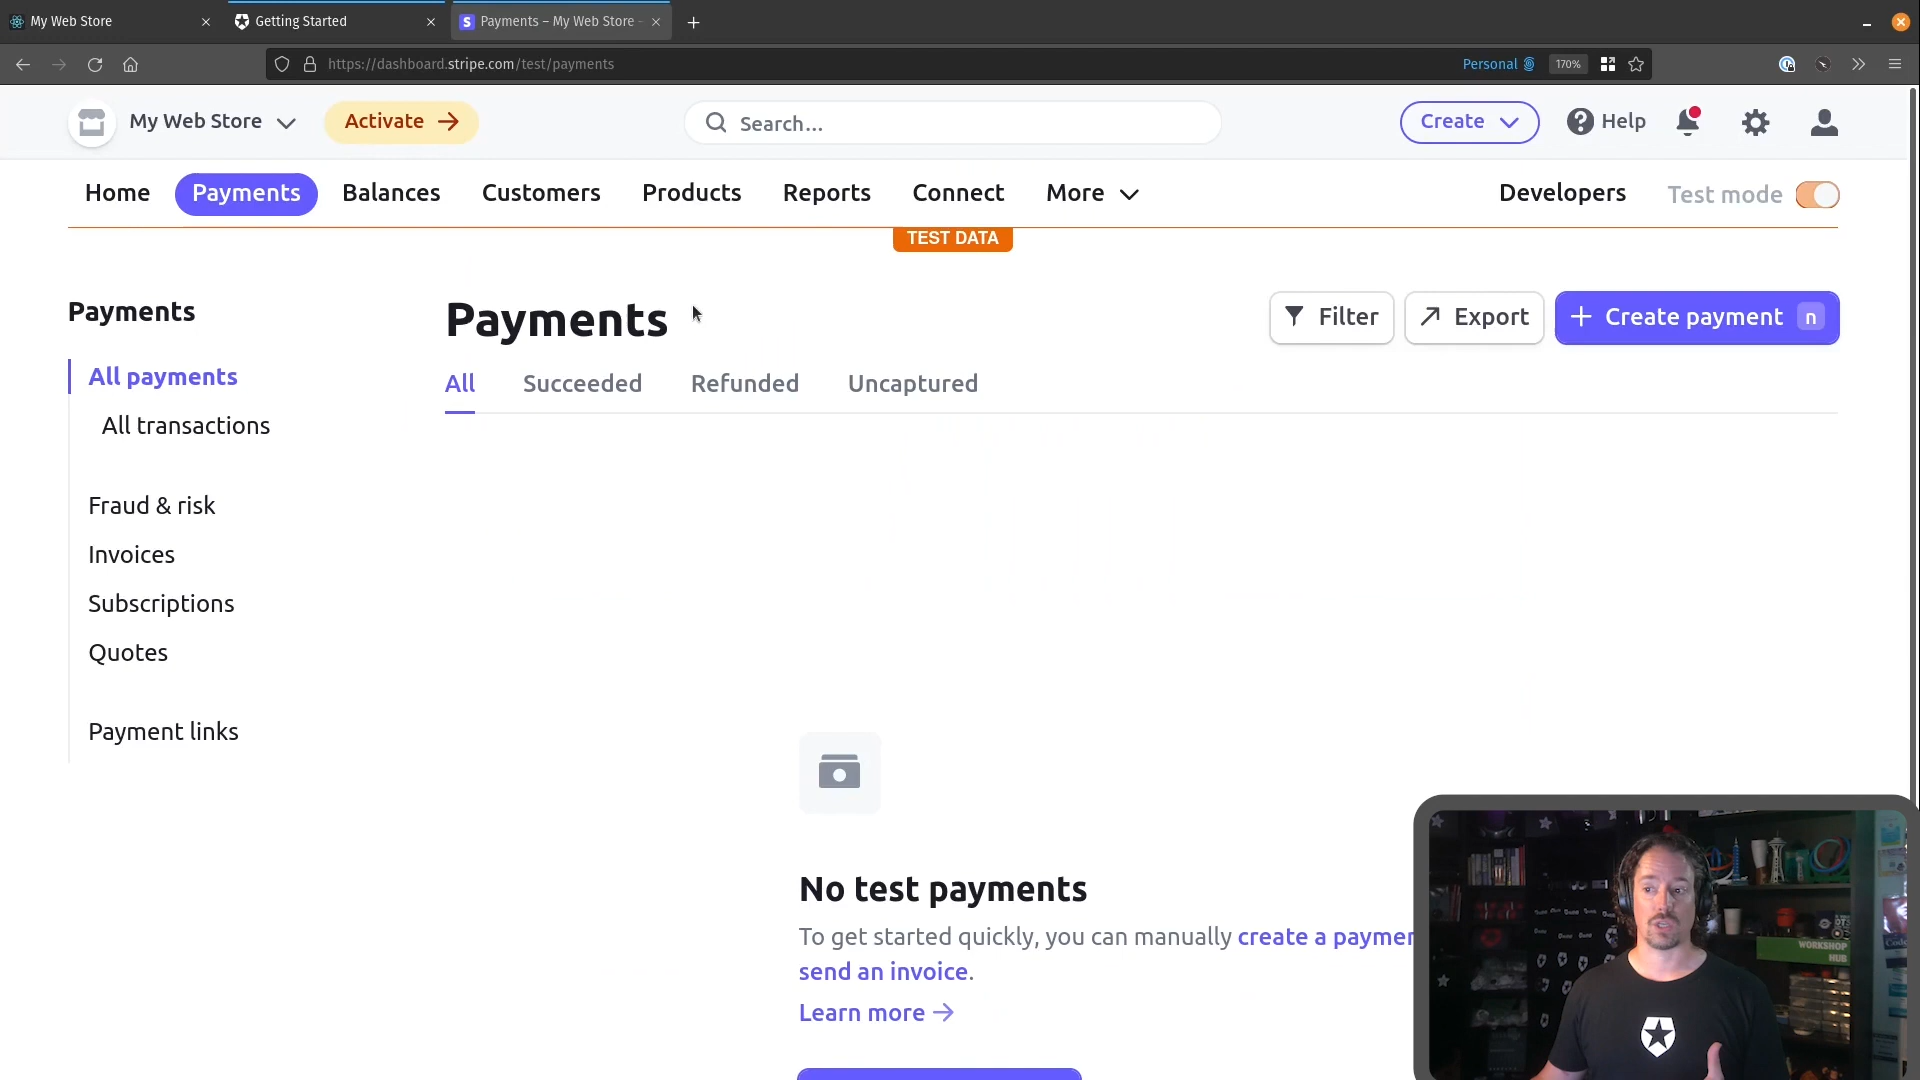 My Web Store
Getting Started
Payments – My Web Store -
https://dashboard.stripe.com/test/payments
Personal
170%
My Web Store
Activate
Search...
Create
Help
Home
Payments
Balances
Customers
Products
Reports
Connect
More
Developers
Test mode
TEST DATA
Payments
All payments
All transactions
Fraud & risk
Invoices
Subscriptions
Quotes
Payment links
Payments
Filter
Export
Create payment n
All
Succeeded
Refunded
Uncaptured
No test payments
To get started quickly, you can manually create a paymen
send an invoice.
Learn more
WORKSHOP
HUB